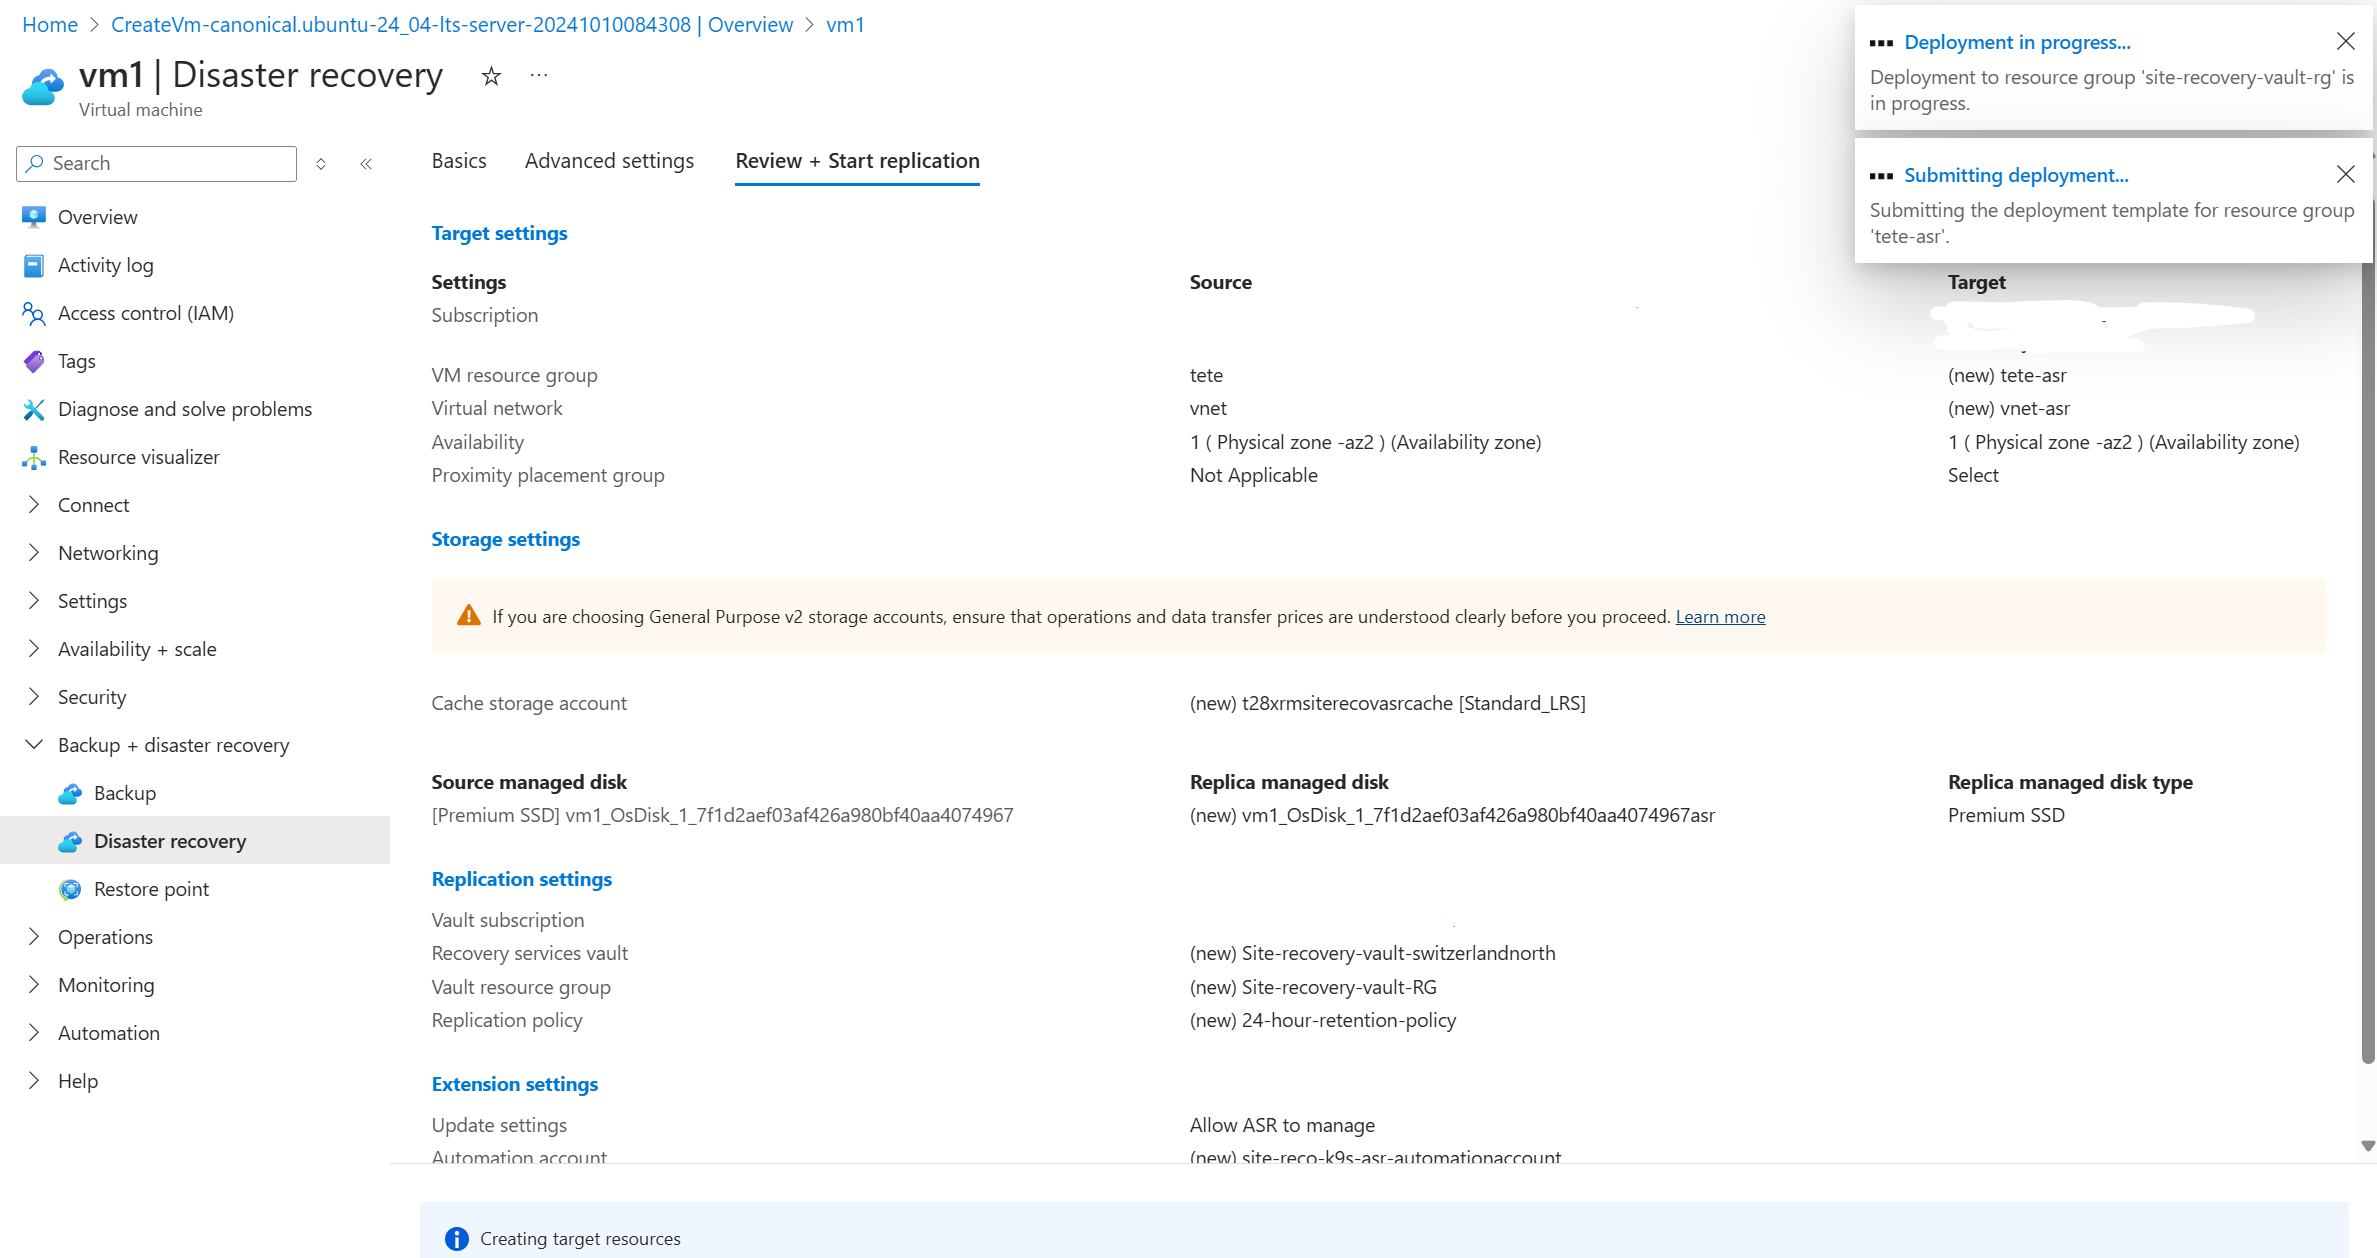 Home > CreateVm-canonical.ubuntu-24_04-lts-server-20241010084308 | Overview > vm1
vm1 | Disaster recovery
Virtual machine
Search
Overview
Activity log
Access control (IAM)
Tags
Diagnose and solve problems
Resource visualizer
Connect
Networking
Settings
Availability + scale
Security
Backup + disaster recovery
Backup
Disaster recovery
Restore point
Operations
Monitoring
Automation
Help
Basics Advanced settings Review + Start replication
Target settings
Settings Source Target
Subscription
VM resource group tete (new) tete-asr
Virtual network vnet (new) vnet-asr
Availability 1 ( Physical zone -az2 ) (Availability zone) 1 ( Physical zone -az2 ) (Availability zone)
Proximity placement group Not Applicable Select
Storage settings
If you are choosing General Purpose v2 storage accounts, ensure that operations and data transfer prices are understood clearly before you proceed. Learn more
Cache storage account (new) t28xrmsiterecovasrcache [Standard_LRS]
Source managed disk Replica managed disk Replica managed disk type
[Premium SSD] vm1_OsDisk_1_7f1d2aef03af426a980bf40aa4074967 (new) vm1_OsDisk_1_7f1d2aef03af426a980bf40aa4074967asr Premium SSD
Replication settings
Vault subscription
Recovery services vault (new) Site-recovery-vault-switzerlandnorth
Vault resource group (new) Site-recovery-vault-RG
Replication policy (new) 24-hour-retention-policy
Extension settings
Update settings Allow ASR to manage
Automation account (new) site-reco-k9s-asr-automationaccount
Creating target resources
Deployment in progress...
Deployment to resource group 'site-recovery-vault-rg' is
in progress.
Submitting deployment...
Submitting the deployment template for resource group
'tete-asr'.